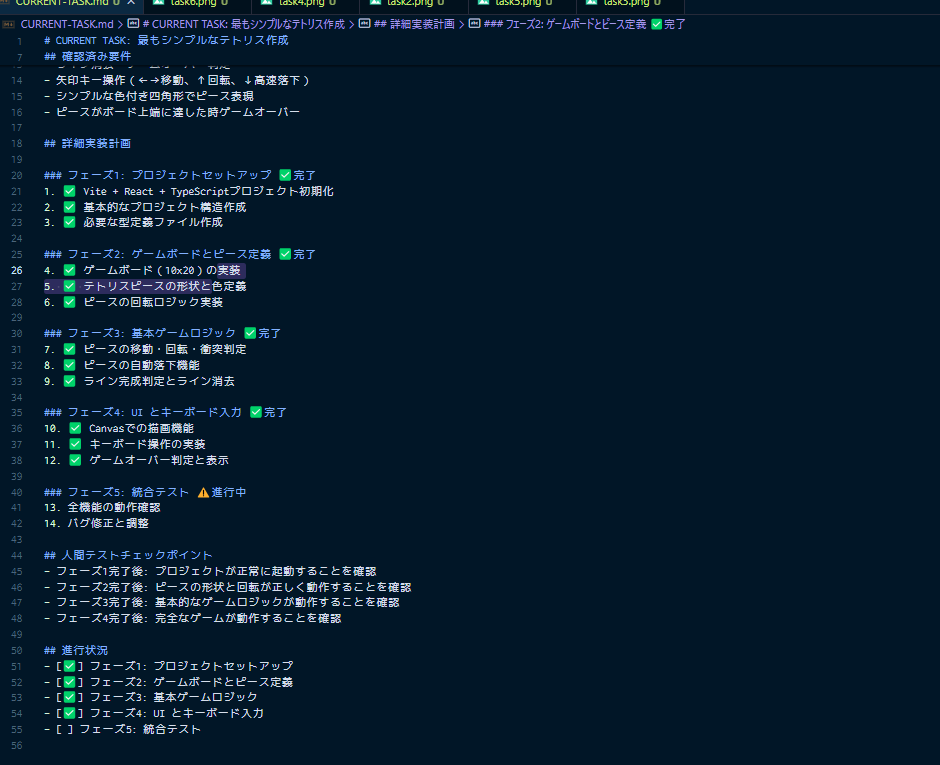 CURRENT-TASK.md U
task6.png U
task4.png U
task2.png U
task5.png U
task3.png U
CURRENT-TASK.md > # CURRENT TASK: 最もシンプルなテトリス作成 > ## 詳細実装計画 > ### フェーズ2: ゲームボードとピース定義 ✅完了
1 # CURRENT TASK: 最もシンプルなテトリス作成
7 ## 確認済み要件
14 - 矢印キー操作(←→移動、↑回転、↓高速落下)
15 - シンプルな色付き四角形でピース表現
16 - ピースがボード上端に達した時ゲームオーバー
17
18 ## 詳細実装計画
19
20 ### フェーズ1: プロジェクトセットアップ ✅完了
21 1. ✅ Vite + React + TypeScriptプロジェクト初期化
22 2. ✅ 基本的なプロジェクト構造作成
23 3. ✅ 必要な型定義ファイル作成
24
25 ### フェーズ2: ゲームボードとピース定義 ✅完了
26 4. ✅ ゲームボード(10x20)の実装
27 5. ✅ テトリスピースの形状と色定義
28 6. ✅ ピースの回転ロジック実装
29
30 ### フェーズ3: 基本ゲームロジック ✅完了
31 7. ✅ ピースの移動・回転・衝突判定
32 8. ✅ ピースの自動落下機能
33 9. ✅ ライン完成判定とライン消去
34
35 ### フェーズ4: UI とキーボード入力 ✅完了
36 10. ✅ Canvasでの描画機能
37 11. ✅ キーボード操作の実装
38 12. ✅ ゲームオーバー判定と表示
39
40 ### フェーズ5: 統合テスト ⚠️進行中
41 13. 全機能の動作確認
42 14. バグ修正と調整
43
44 ## 人間テストチェックポイント
45 - フェーズ1完了後: プロジェクトが正常に起動することを確認
46 - フェーズ2完了後: ピースの形状と回転が正しく動作することを確認
47 - フェーズ3完了後: 基本的なゲームロジックが動作することを確認
48 - フェーズ4完了後: 完全なゲームが動作することを確認
49
50 ## 進行状況
51 - [✅] フェーズ1: プロジェクトセットアップ
52 - [✅] フェーズ2: ゲームボードとピース定義
53 - [✅] フェーズ3: 基本ゲームロジック
54 - [✅] フェーズ4: UI とキーボード入力
55 - [ ] フェーズ5: 統合テスト
56